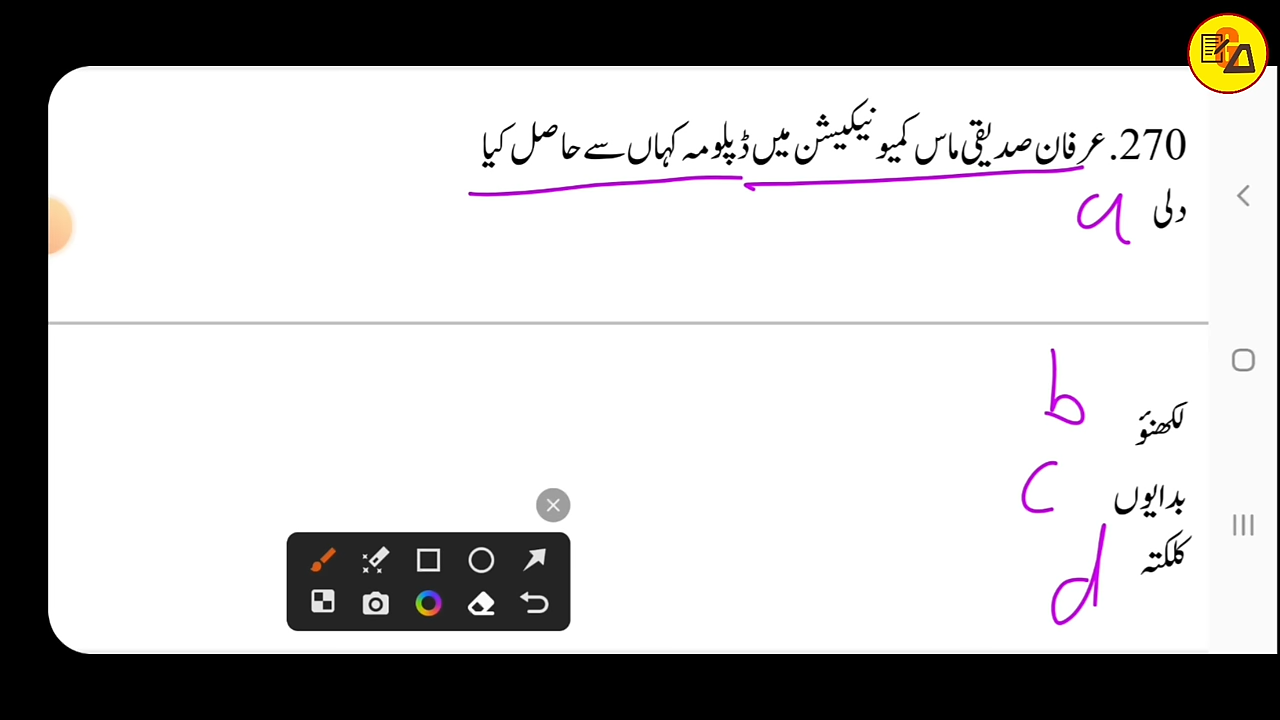 270. عرفان صدیقی ماس کمیونیکیشن میں ڈپلومہ کہاں سے حاصل کیا
دلی a
لکھنؤ b
بدایوں c
کلکتہ d